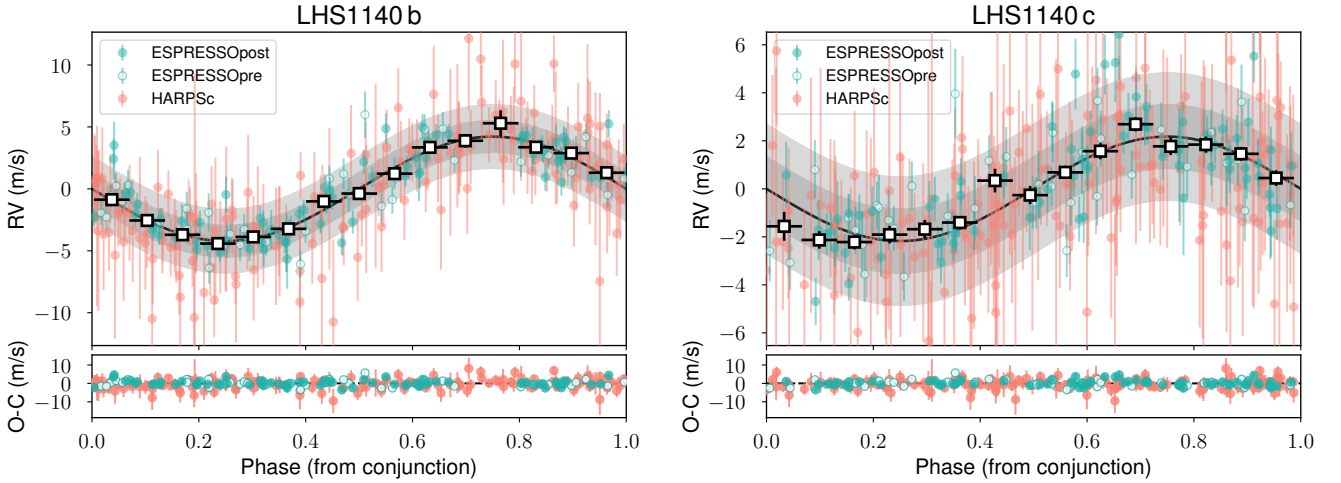 LHS1140 b
ESPRESSOpost
ESPRESSOpre
HARPSc
10
5
0
−5
−10
RV (m/s)
10
0
−10
O-C (m/s)
0.0 0.2 0.4 0.6 0.8 1.0
Phase (from conjunction)
LHS1140 c
ESPRESSOpost
ESPRESSOpre
HARPSc
6
4
2
0
−2
−4
−6
RV (m/s)
10
0
−10
O-C (m/s)
0.0 0.2 0.4 0.6 0.8 1.0
Phase (from conjunction)